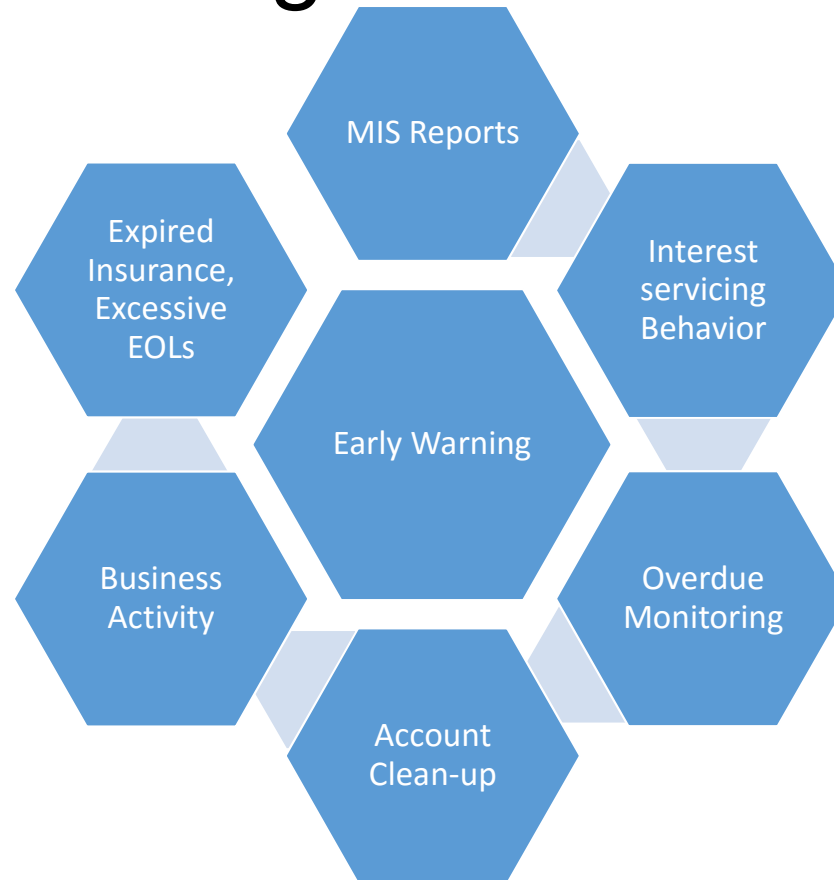 MIS Reports
Interest
servicing
Behavior
Overdue
Monitoring
Account
Clean-up
Business
Activity
Expired
Insurance,
Excessive
EOLs
Early Warning